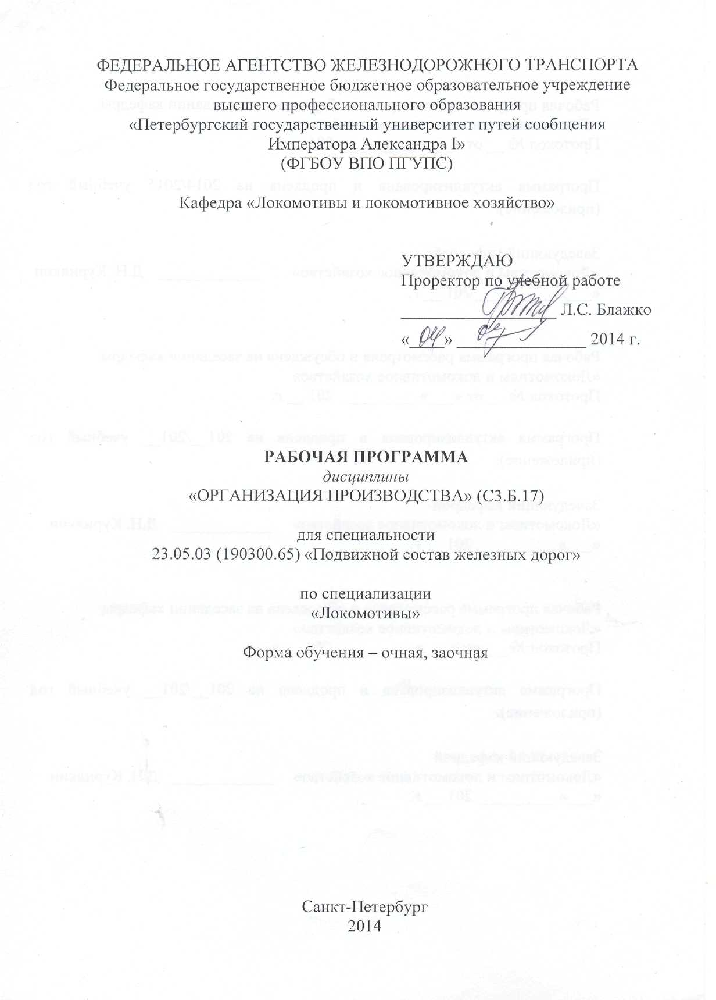 ФЕДЕРАЛЬНОЕ АГЕНТСТВО ЖЕЛЕЗНОДОРОЖНОГО ТРАНСПОРТА
Федеральное государственное бюджетное образовательное учреждение
высшего профессионального образования
«Петербургский государственный университет путей сообщения
Императора Александра I»
(ФГБОУ ВПО ПГУПС)
Кафедра «Локомотивы и локомотивное хозяйство»
УТВЕРЖДАЮ
Проректор по учебной работе
Л.С. Блажко
«04» 07 2014 г.
РАБОЧАЯ ПРОГРАММА
дисциплины
«ОРГАНИЗАЦИЯ ПРОИЗВОДСТВА» (С3.Б.17)
для специальности
23.05.03 (190300.65) «Подвижной состав железных дорог»
по специализации
«Локомотивы»
Форма обучения – очная, заочная
Санкт-Петербург
2014